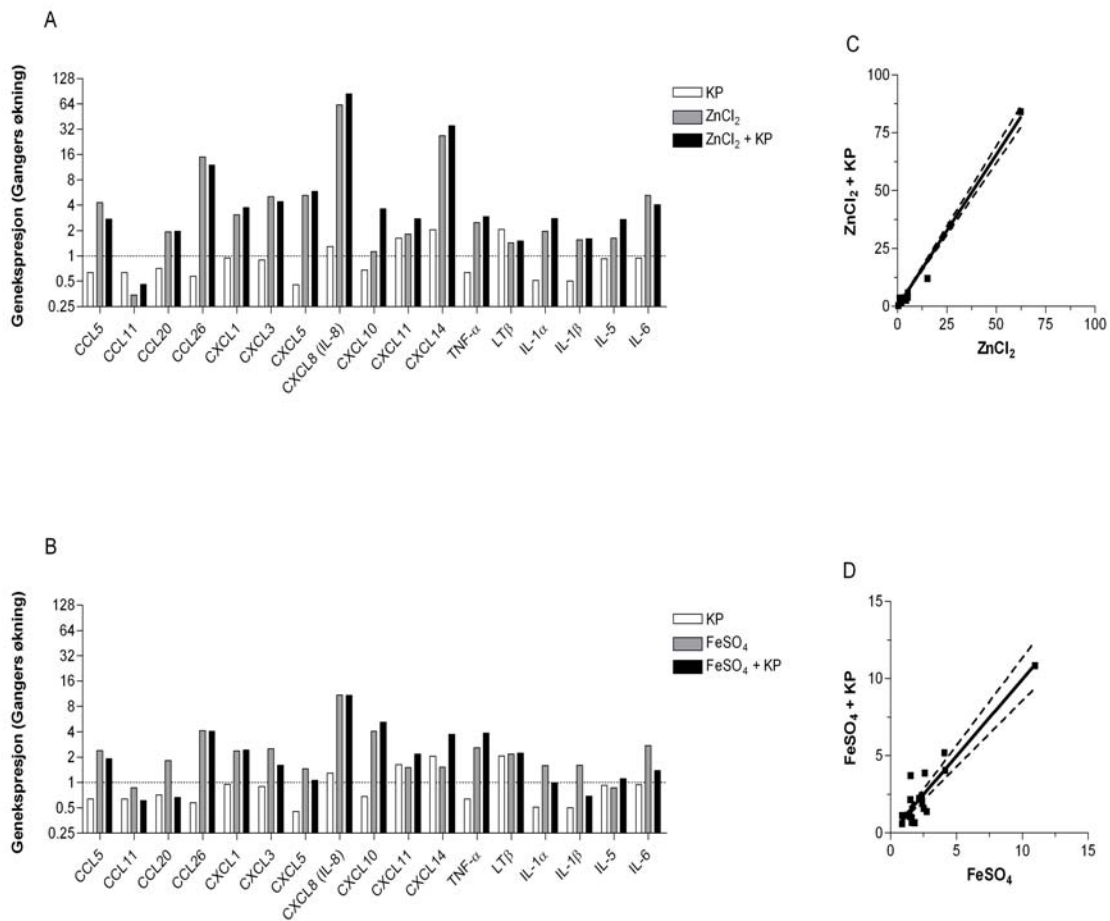 A
Genekspresjon (Gangers økning)
128
64
32
16
8
4
2
1
0.5
0.25
CCL5
CCL11
CCL20
CCL26
CXCL1
CXCL3
CXCL5
CXCL8 (IL-8)
CXCL10
CXCL11
CXCL14
TNF-α
LTβ
IL-1α
IL-1β
IL-5
IL-6
KP
ZnCl₂
ZnCl₂ + KP
C
ZnCl₂ + KP
100
75
50
25
0
0
25
50
75
100
ZnCl₂
B
Genekspresjon (Gangers økning)
128
64
32
16
8
4
2
1
0.5
0.25
CCL5
CCL11
CCL20
CCL26
CXCL1
CXCL3
CXCL5
CXCL8 (IL-8)
CXCL10
CXCL11
CXCL14
TNF-α
LTβ
IL-1α
IL-1β
IL-5
IL-6
KP
FeSO₄
FeSO₄ + KP
D
FeSO₄ + KP
15
10
5
0
0
5
10
15
FeSO₄